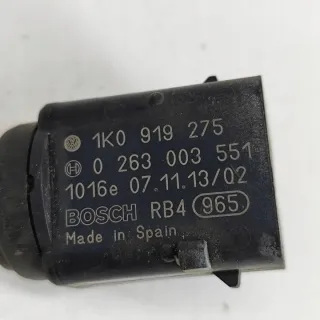 1K0 919 275
0 263 003 551
1016e 07.11.13/02
BOSCH RB4 965
Made in Spain